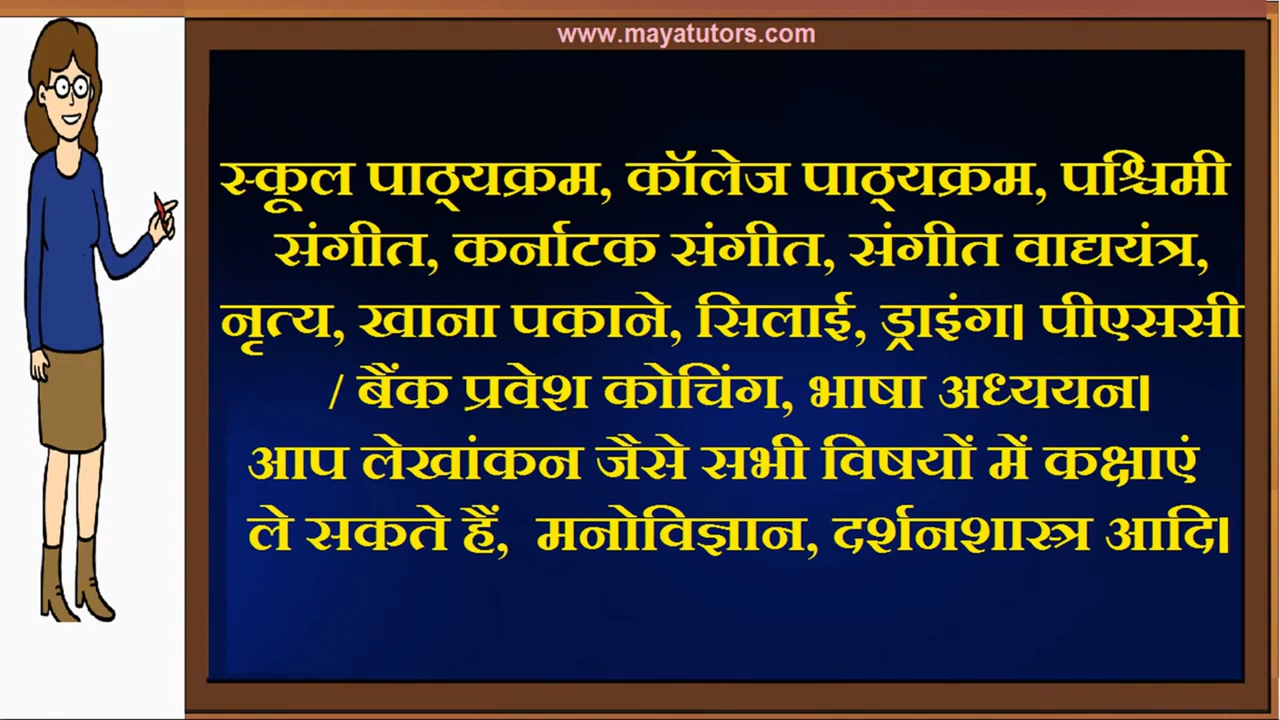 www.mayatutors.com
स्कूल पाठ्यक्रम, कॉलेज पाठ्यक्रम, पश्चिमी
संगीत, कर्नाटक संगीत, संगीत वाद्ययंत्र,
नृत्य, खाना पकाने, सिलाई, ड्राइंग। पीएससी
/ बैंक प्रवेश कोचिंग, भाषा अध्ययन।
आप लेखांकन जैसे सभी विषयों में कक्षाएं
ले सकते हैं, मनोविज्ञान, दर्शनशास्त्र आदि।